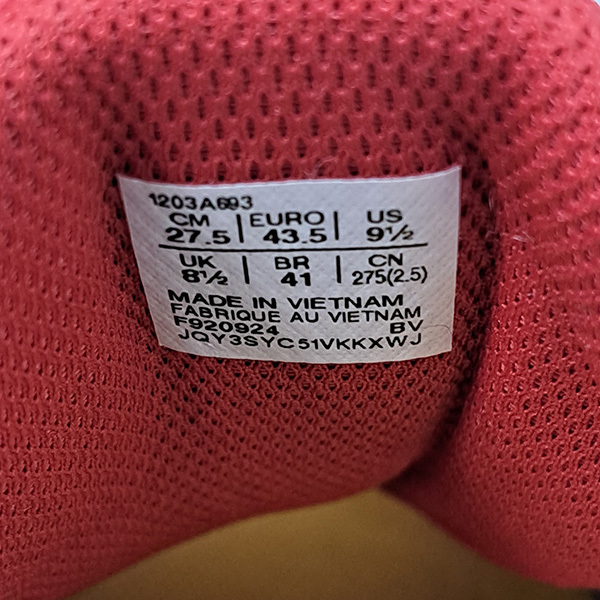 1203A693
CM | EURO | US
27.5 | 43.5 | 9½
UK | BR | CN
8½ | 41 | 275(2.5)
MADE IN VIETNAM
FABRIQUE AU VIETNAM
F920924 BV
JQY3SYC51VKKXWJ